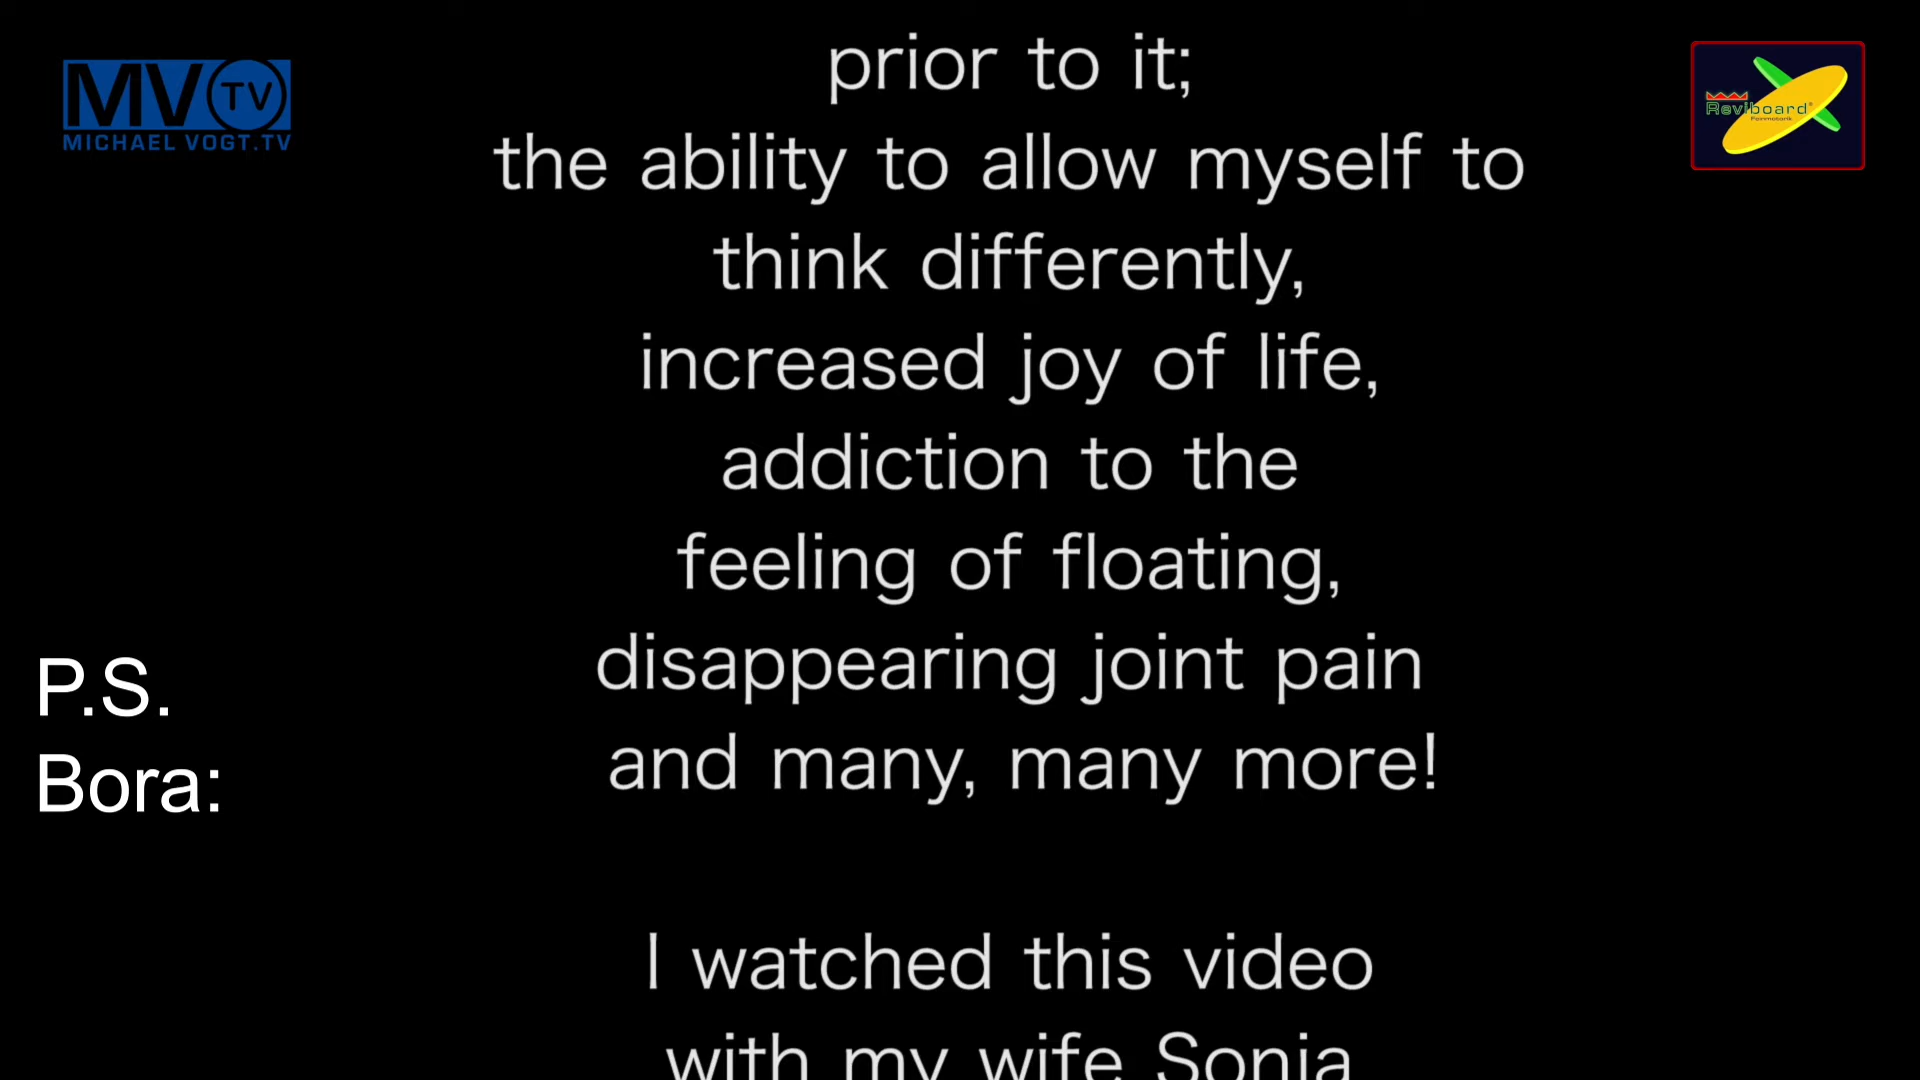 MV TV
MICHAEL VOGT.TV
Reviboard®
Feinmotorik
prior to it;
the ability to allow myself to
think differently,
increased joy of life,
addiction to the
feeling of floating,
disappearing joint pain
and many, many more!
P.S.
Bora:
I watched this video
with my wife Sonja